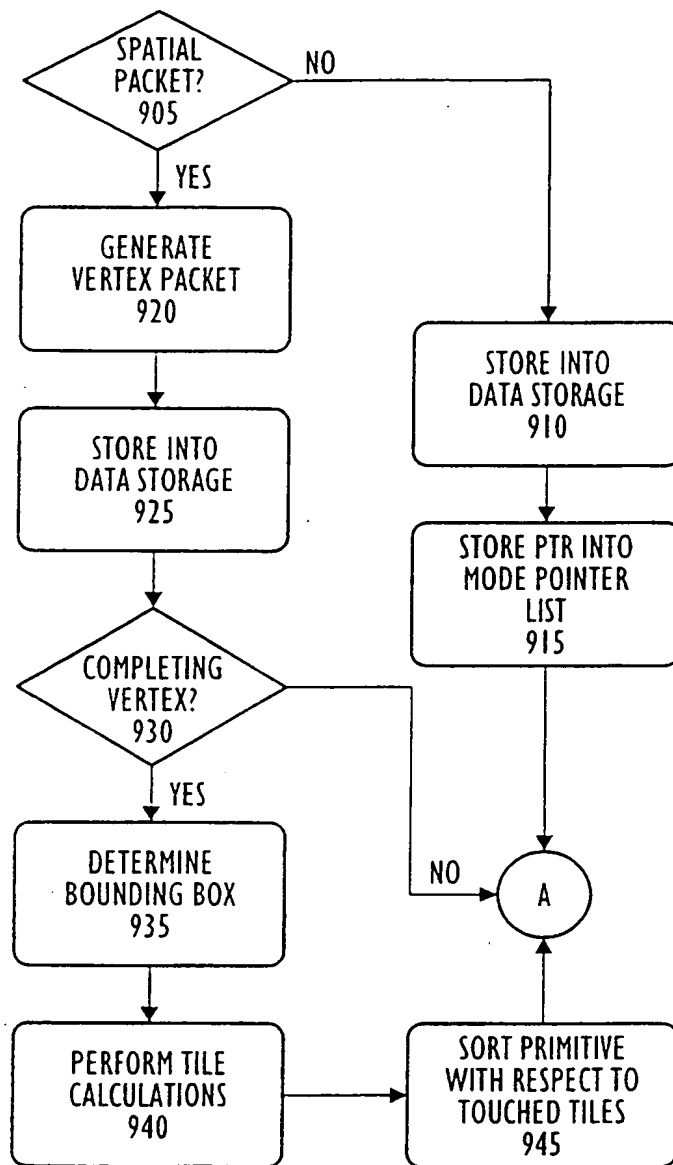 SPATIAL
PACKET?
905
NO
YES
GENERATE
VERTEX PACKET
920
STORE INTO
DATA STORAGE
910
STORE INTO
DATA STORAGE
925
STORE PTR INTO
MODE POINTER
LIST
915
COMPLETING
VERTEX?
930
YES
NO
DETERMINE
BOUNDING BOX
935
A
PERFORM TILE
CALCULATIONS
940
SORT PRIMITIVE
WITH RESPECT TO
TOUCHED TILES
945